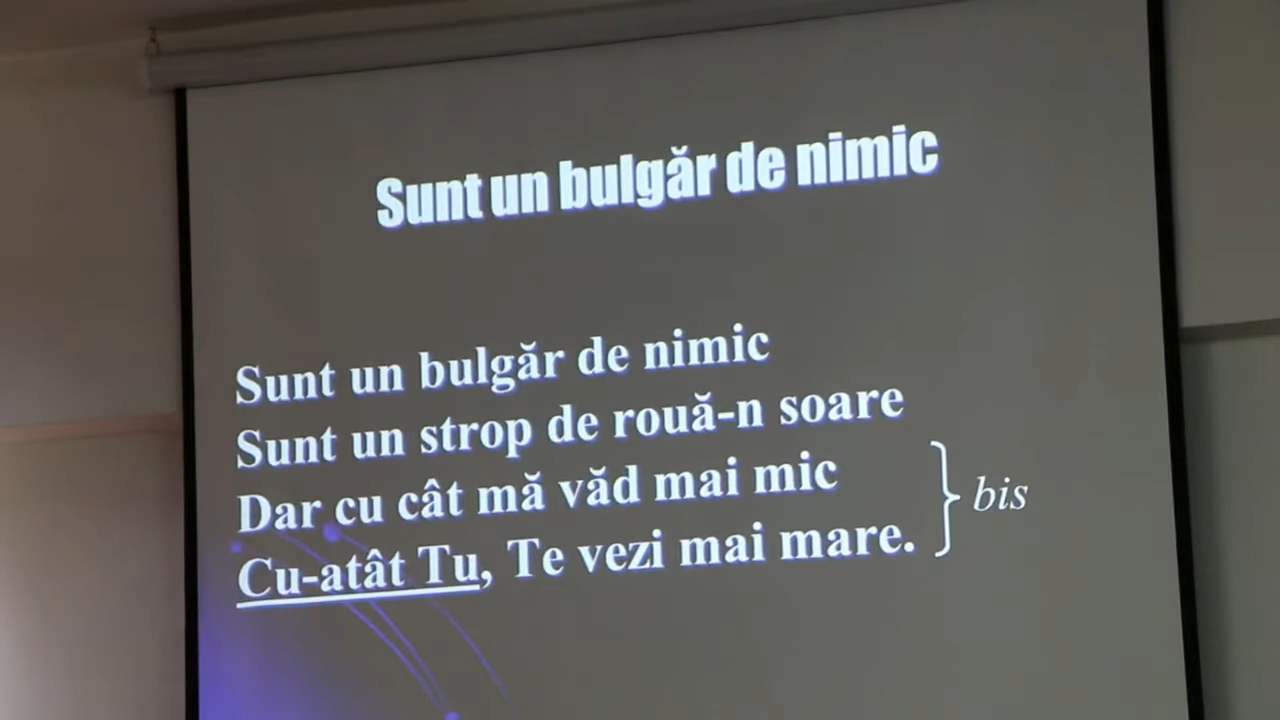 Sunt un bulgăr de nimic
Sunt un bulgăr de nimic
Sunt un strop de rouă-n soare
Dar cu cât mă văd mai mic
Cu-atât Tu, Te vezi mai mare.
bis